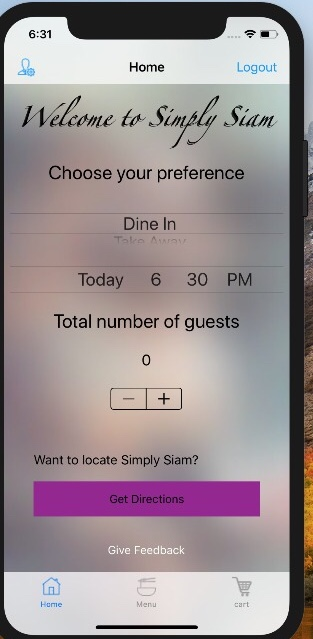 6:31
Home
Logout
Welcome to Simply Siam
Choose your preference
Dine In
Take Away
Today 6 30 PM
Total number of guests
0
− +
Want to locate Simply Siam?
Get Directions
Give Feedback
Home Menu cart